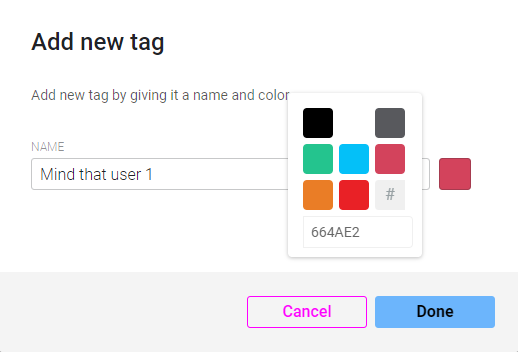 Add new tag
Add new tag by giving it a name and color
NAME
Mind that user 1
#
664AE2
Cancel
Done